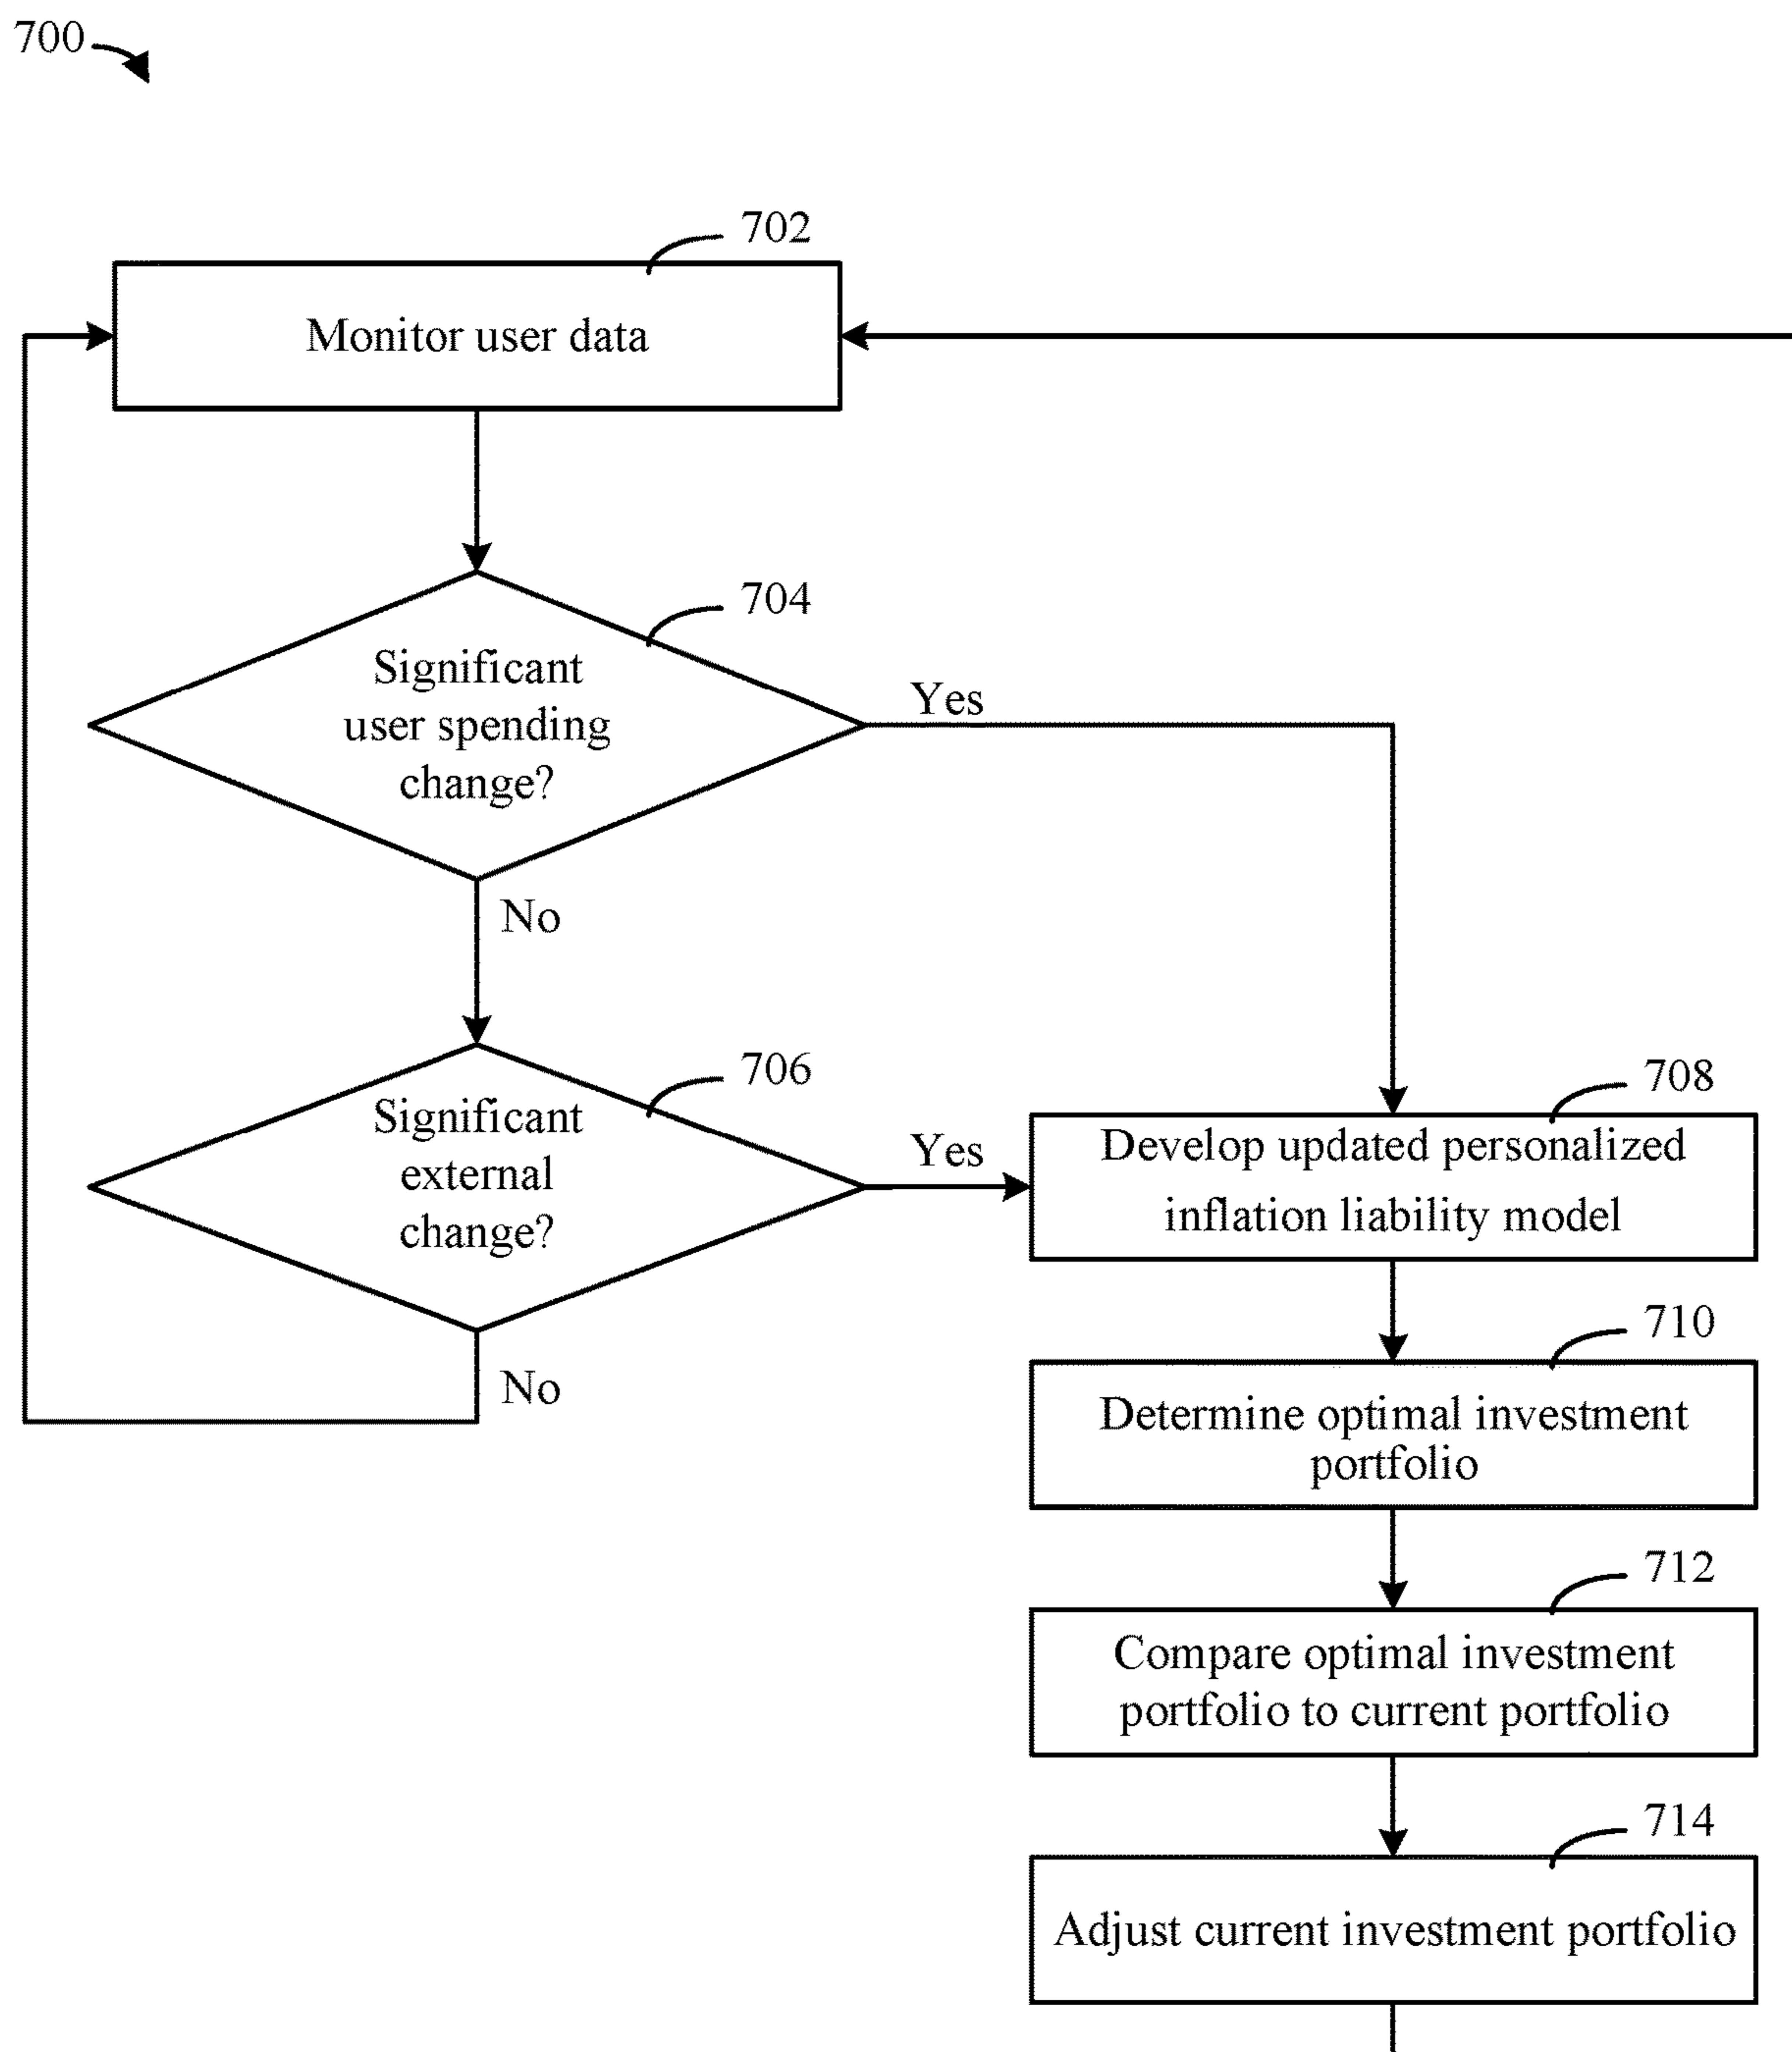 700
702
Monitor user data
704
Significant
user spending
change?
Yes
No
706
Significant
external
change?
Yes
No
708
Develop updated personalized
inflation liability model
710
Determine optimal investment
portfolio
712
Compare optimal investment
portfolio to current portfolio
714
Adjust current investment portfolio